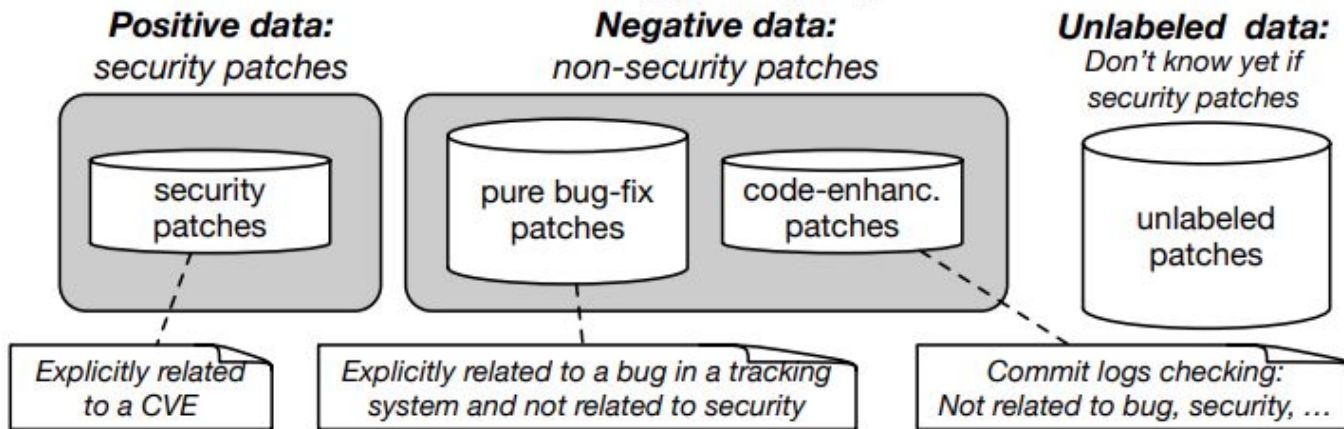 Positive data:
security patches
Negative data:
non-security patches
Unlabeled data:
Don't know yet if
security patches
security
patches
pure bug-fix
patches
code-enhanc.
patches
unlabeled
patches
Explicitly related
to a CVE
Explicitly related to a bug in a tracking
system and not related to security
Commit logs checking:
Not related to bug, security, ...